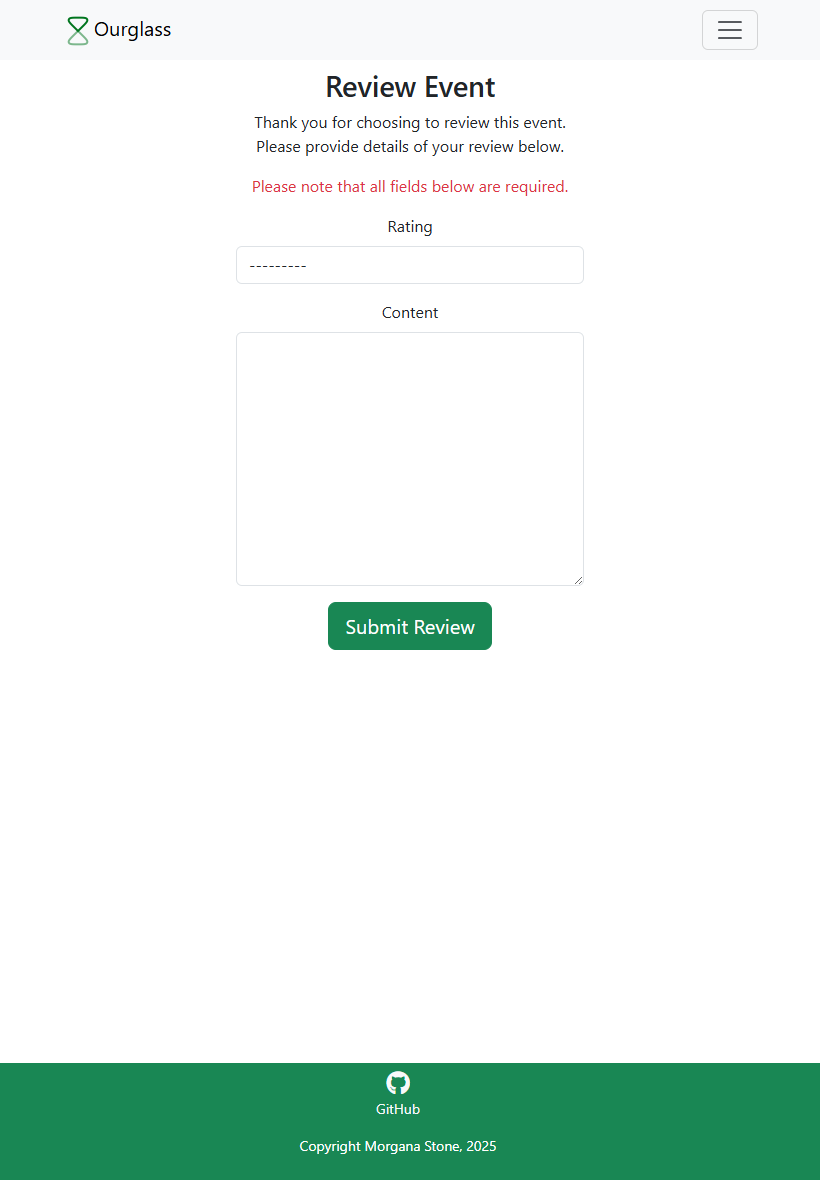 Ourglass
Review Event
Thank you for choosing to review this event.
Please provide details of your review below.
Please note that all fields below are required.
Rating
---------
Content
Submit Review
GitHub
Copyright Morgana Stone, 2025